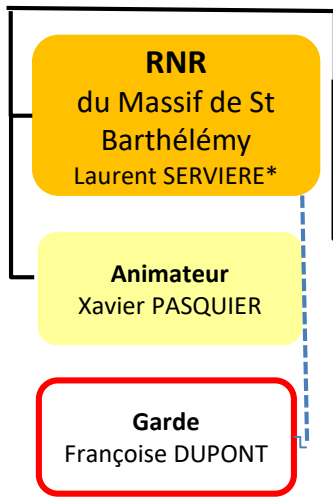 RNR
du Massif de St
Barthélémy
Laurent SERVIERE*
Animateur
Xavier PASQUIER
Garde
Françoise DUPONT